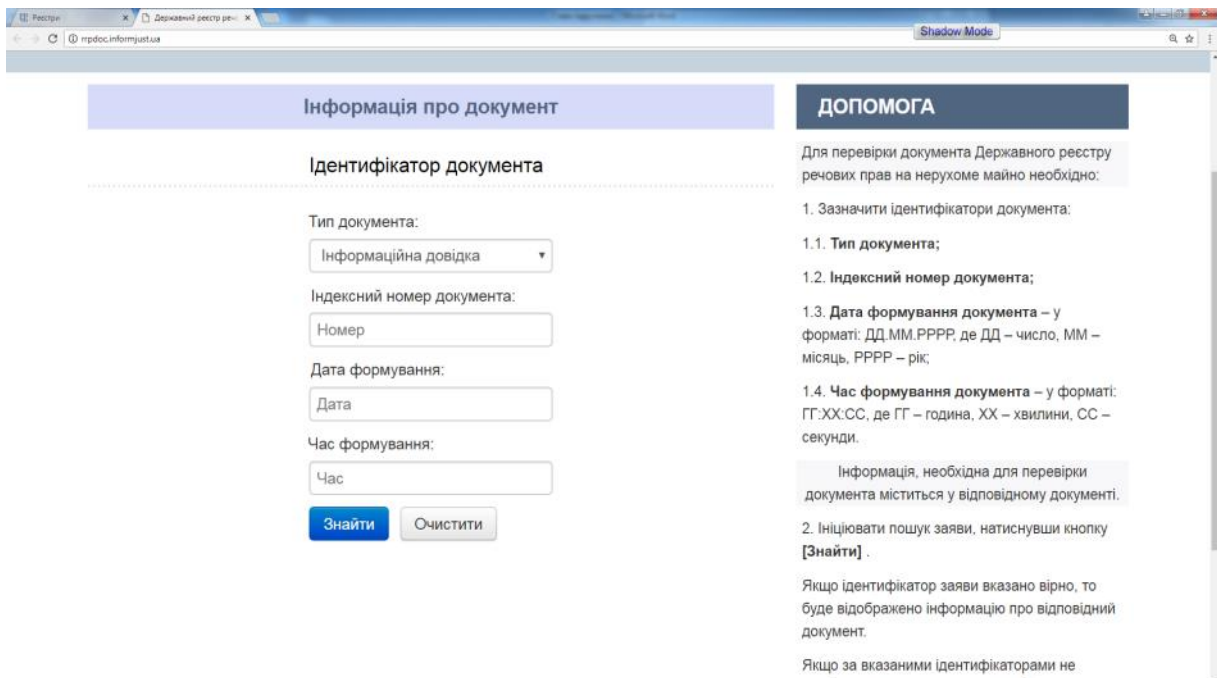 Реєстри
Державний реєстр реч
rrpdoc.informjust.ua
Shadow Mode
Інформація про документ
Ідентифікатор документа
Тип документа:
Інформаційна довідка
Індексний номер документа:
Номер
Дата формування:
Дата
Час формування:
Час
Знайти
Очистити
ДОПОМОГА
Для перевірки документа Державного реєстру
речових прав на нерухоме майно необхідно:
1. Зазначити ідентифікатори документа:
1.1. Тип документа;
1.2. Індексний номер документа;
1.3. Дата формування документа – у
форматі: ДД.ММ.РРРР, де ДД – число, ММ –
місяць, РРРР – рік;
1.4. Час формування документа – у форматі:
ГГ:ХХ:СС, де ГГ – година, ХХ – хвилини, СС –
секунди.
Інформація, необхідна для перевірки
документа міститься у відповідному документі.
2. Ініціювати пошук заяви, натиснувши кнопку
[Знайти] .
Якщо ідентифікатор заяви вказано вірно, то
буде відображено інформацію про відповідний
документ.
Якщо за вказаними ідентифікаторами не